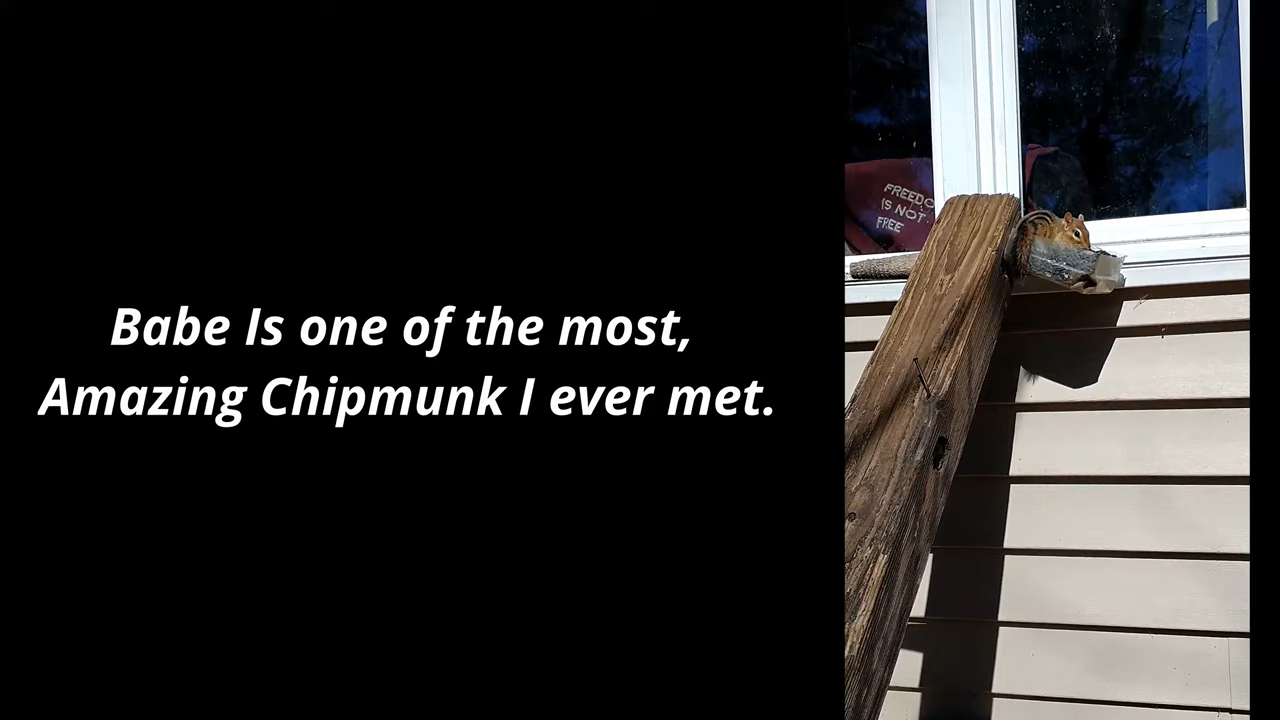 Babe Is one of the most,
Amazing Chipmunk I ever met.
FREEDO
IS NOT
FREE